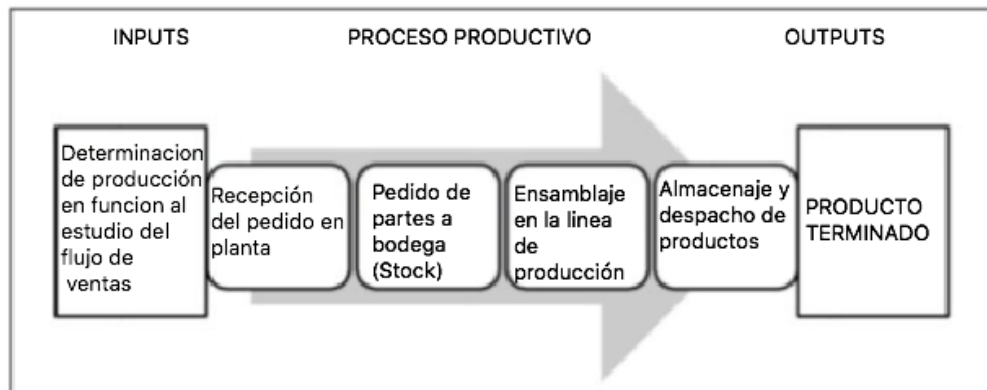 INPUTS
PROCESO PRODUCTIVO
OUTPUTS
Determinacion
de producción
en funcion al
estudio del
flujo de
ventas
Recepción
del pedido en
planta
Pedido de
partes a
bodega
(Stock)
Ensamblaje
en la linea
de
producción
Almacenaje y
despacho de
productos
PRODUCTO
TERMINADO